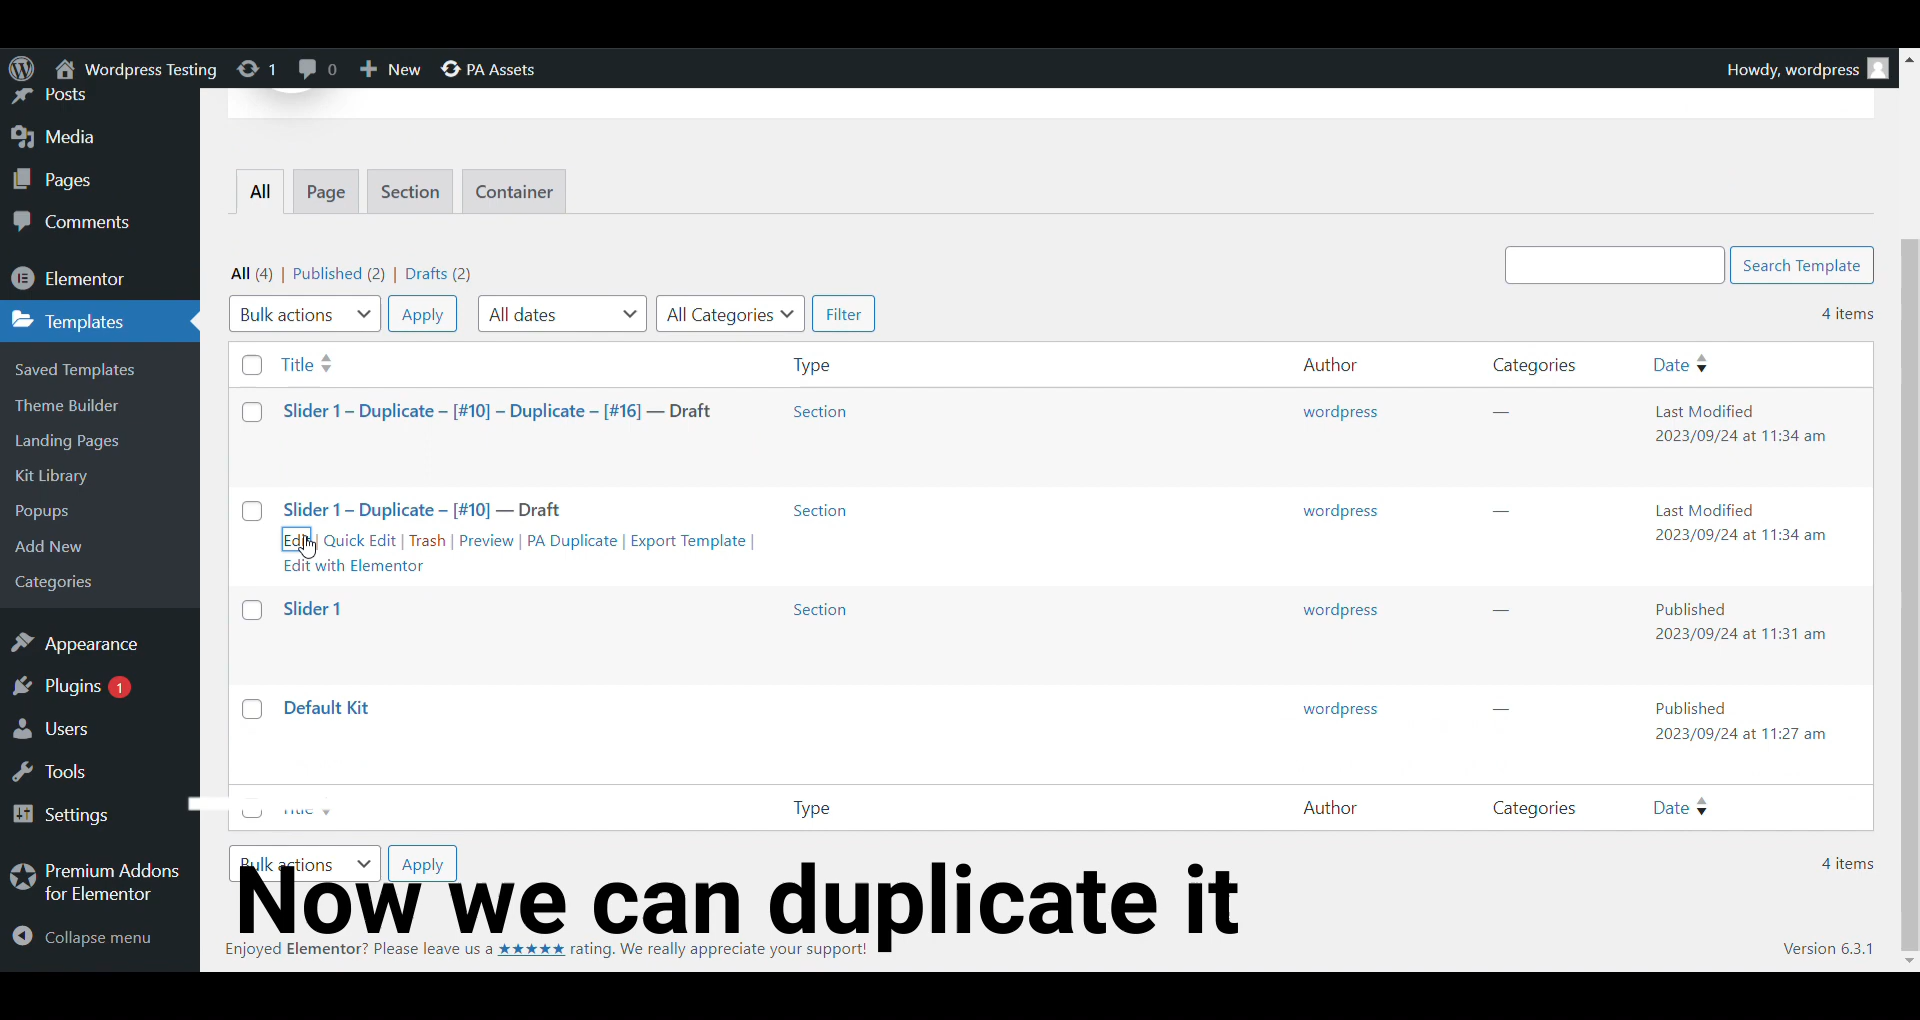 Wordpress Testing 1 0 New PA Assets Howdy, wordpress
Posts
Media
Pages
Comments
Elementor
Templates
Saved Templates
Theme Builder
Landing Pages
Kit Library
Popups
Add New
Categories
Appearance
Plugins 1
Users
Tools
Settings
Premium Addons
for Elementor
Collapse menu
All Page Section Container
All (4) | Published (2) | Drafts (2)
Search Template
Bulk actions Apply All dates All Categories Filter 4 items
Title Type Author Categories Date
Slider 1 – Duplicate – [#10] – Duplicate – [#16] — Draft Section wordpress — Last Modified
2023/09/24 at 11:34 am
Slider 1 – Duplicate – [#10] — Draft Section wordpress — Last Modified
Edit | Quick Edit | Trash | Preview | PA Duplicate | Export Template | 2023/09/24 at 11:34 am
Edit with Elementor
Slider 1 Section wordpress — Published
2023/09/24 at 11:31 am
Default Kit wordpress — Published
2023/09/24 at 11:27 am
Title Type Author Categories Date
Bulk actions Apply 4 items
Now we can duplicate it
Enjoyed Elementor? Please leave us a ★★★★★ rating. We really appreciate your support! Version 6.3.1